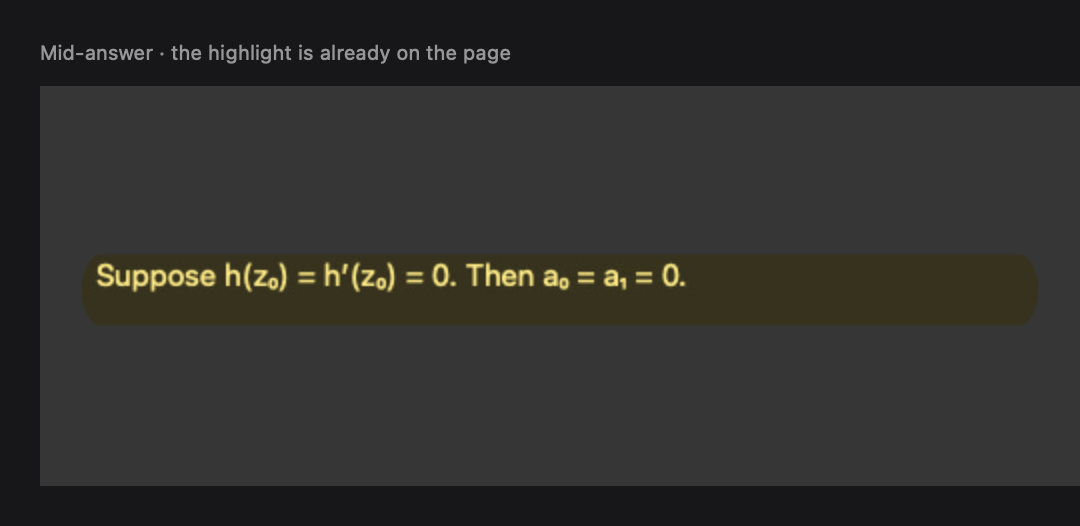 Mid-answer · the highlight is already on the page
Suppose h(z₀) = h′(z₀) = 0. Then a₀ = a₁ = 0.